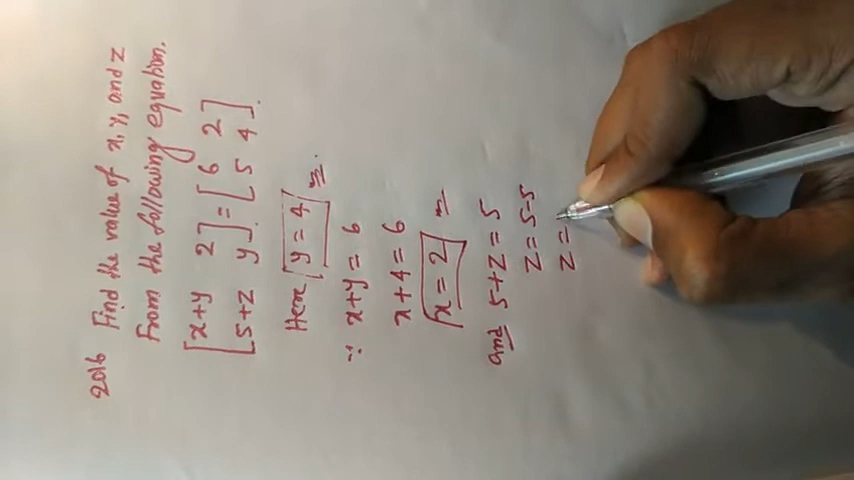 2016 Find the value of x, y, and z
From the following equation.
[x+y 2] = [6 2]
[5+z y] = [5 4].
Here y = 4
∵ x+y = 6
x+4 = 6
x = 2
and 5+z = 5
z = 5-5
z =